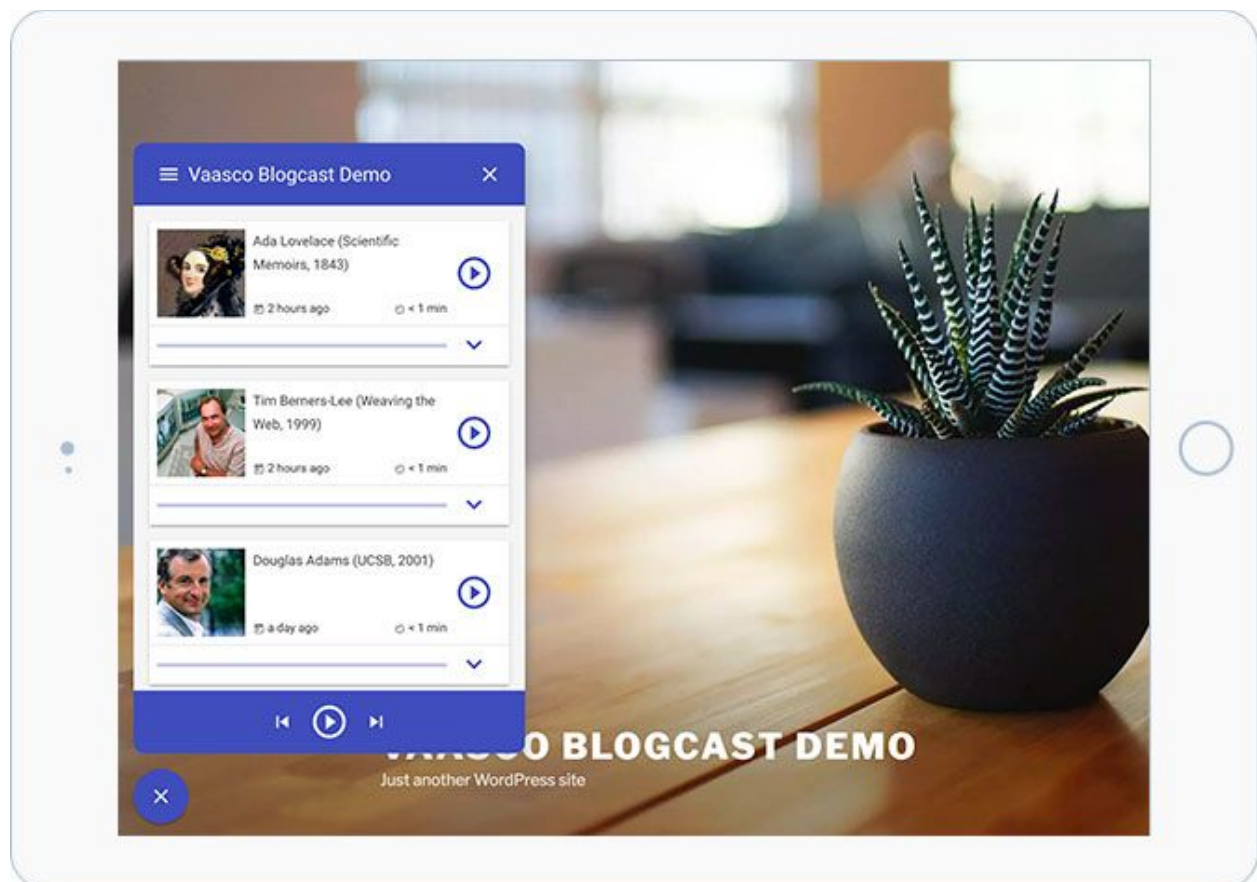 Vaasco Blogcast Demo
Ada Lovelace (Scientific
Memoirs, 1843)
2 hours ago < 1 min
Tim Berners-Lee (Weaving the
Web, 1999)
2 hours ago < 1 min
Douglas Adams (UCSB, 2001)
a day ago < 1 min
VAASCO BLOGCAST DEMO
Just another WordPress site